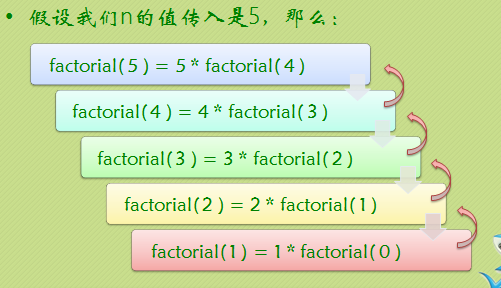 • 假设我们n的值传入是5，那么：
factorial( 5 ) = 5 * factorial( 4 )
factorial( 4 ) = 4 * factorial( 3 )
factorial( 3 ) = 3 * factorial( 2 )
factorial( 2 ) = 2 * factorial( 1 )
factorial( 1 ) = 1 * factorial( 0 )